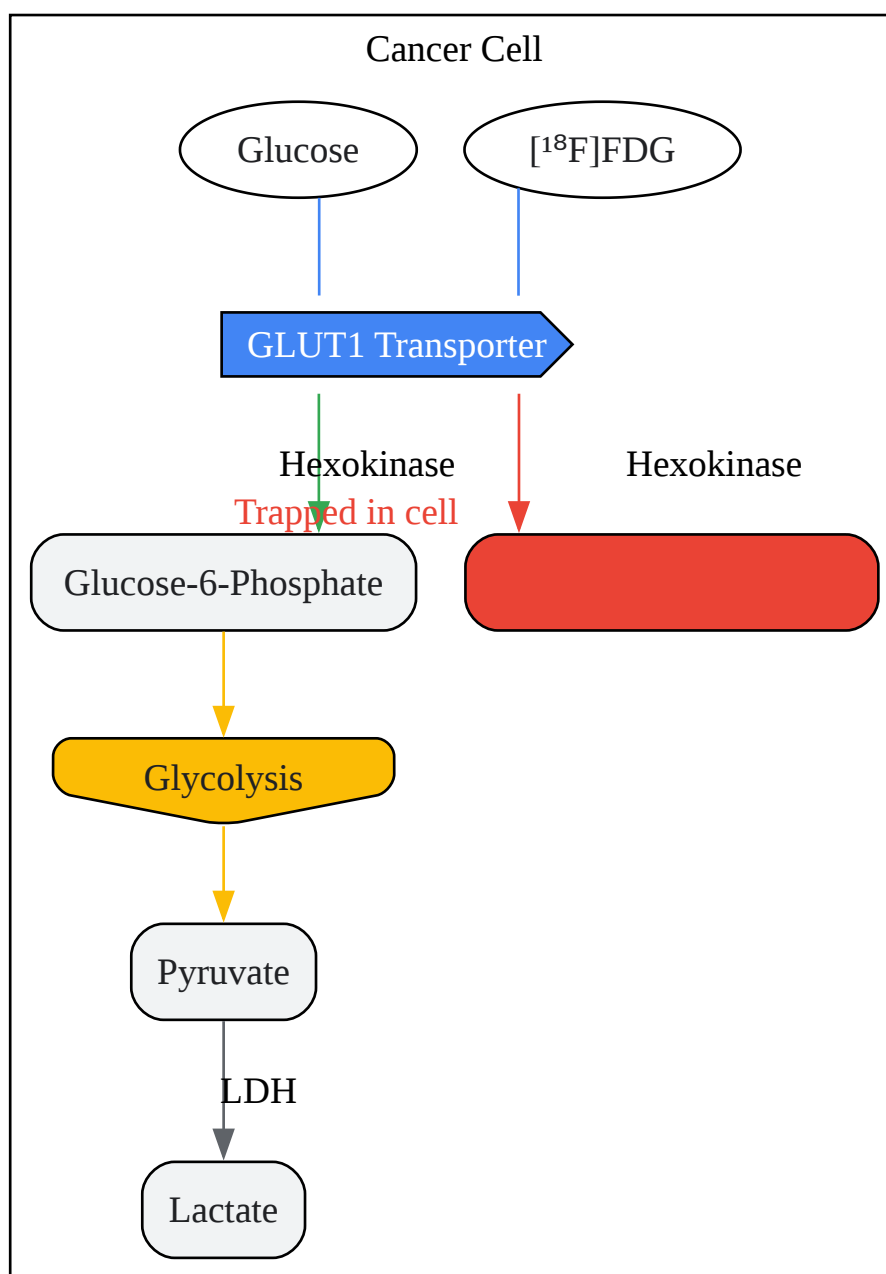 Cancer Cell
Glucose
[¹⁸F]FDG
GLUT1 Transporter
Hexokinase
Hexokinase
Trapped in cell
Glucose-6-Phosphate
Glycolysis
Pyruvate
LDH
Lactate